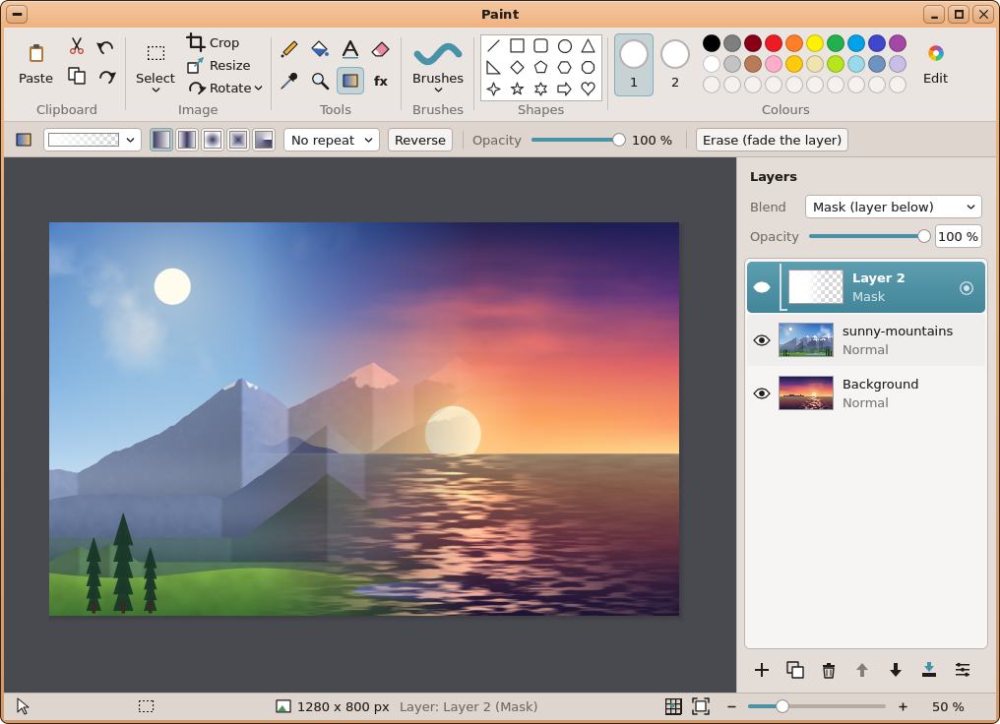 Paint
Paste
Clipboard
Select
Crop
Resize
Rotate
Image
A
fx
Tools
Brushes
Brushes
Shapes
1
2
Edit
Colours
No repeat
Reverse
Opacity
100 %
Erase (fade the layer)
Layers
Blend
Mask (layer below)
Opacity
100 %
Layer 2
Mask
sunny-mountains
Normal
Background
Normal
1280 x 800 px
Layer: Layer 2 (Mask)
50 %